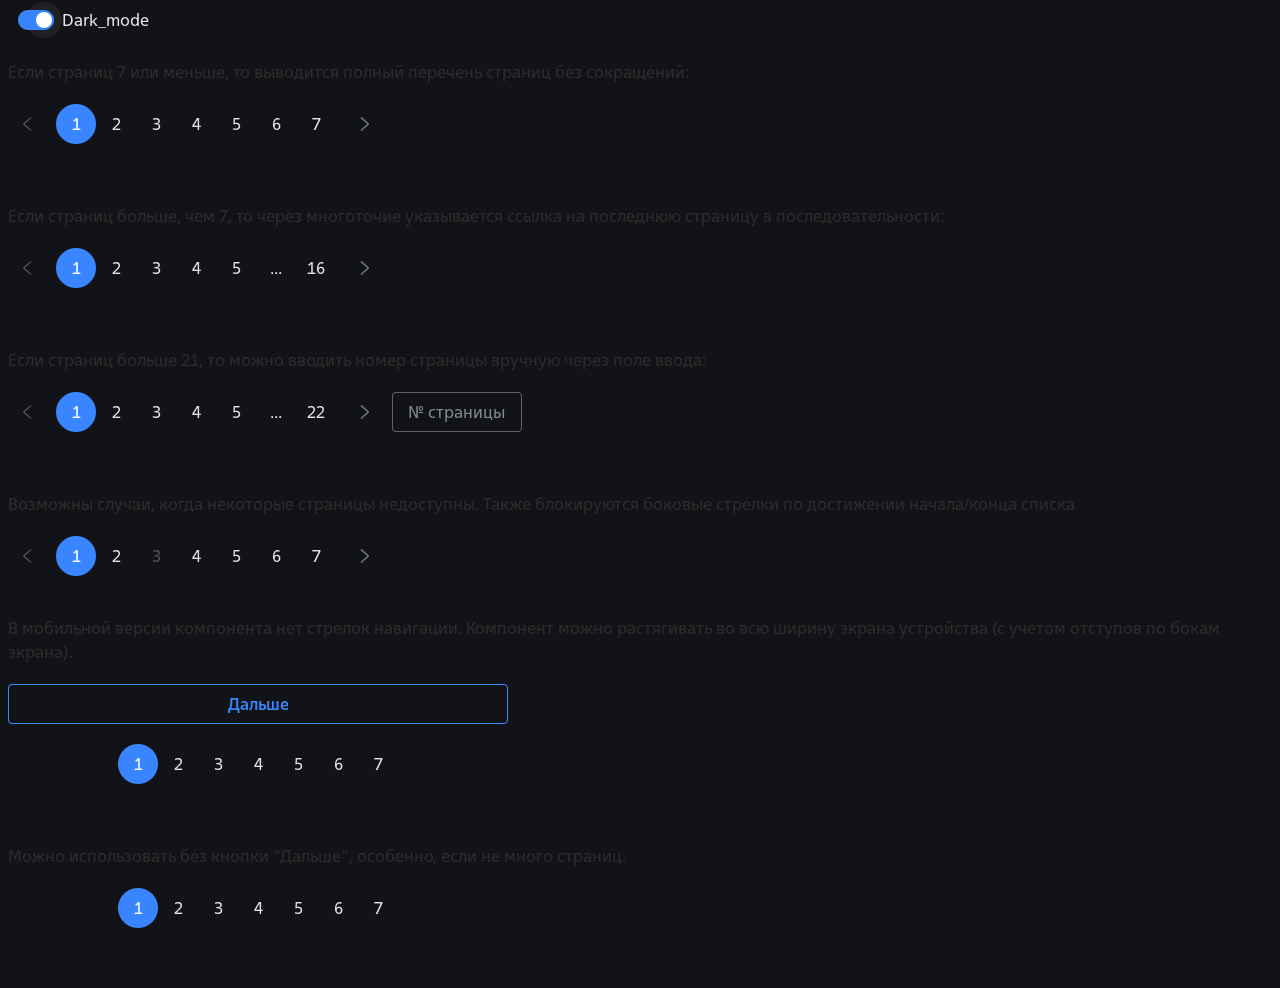 Dark_mode
Если страниц 7 или меньше, то выводится полный перечень страниц без сокращений:
1 2 3 4 5 6 7
Если страниц больше, чем 7, то через многоточие указывается ссылка на последнюю страницу в последовательности:
1 2 3 4 5 ... 16
Если страниц больше 21, то можно вводить номер страницы вручную через поле ввода:
1 2 3 4 5 ... 22 № страницы
Возможны случаи, когда некоторые страницы недоступны. Также блокируются боковые стрелки по достижении начала/конца списка
1 2 3 4 5 6 7
В мобильной версии компонента нет стрелок навигации. Компонент можно растягивать во всю ширину экрана устройства (с учетом отступов по бокам
экрана).
Дальше
1 2 3 4 5 6 7
Можно использовать без кнопки “Дальше”, особенно, если не много страниц.
1 2 3 4 5 6 7